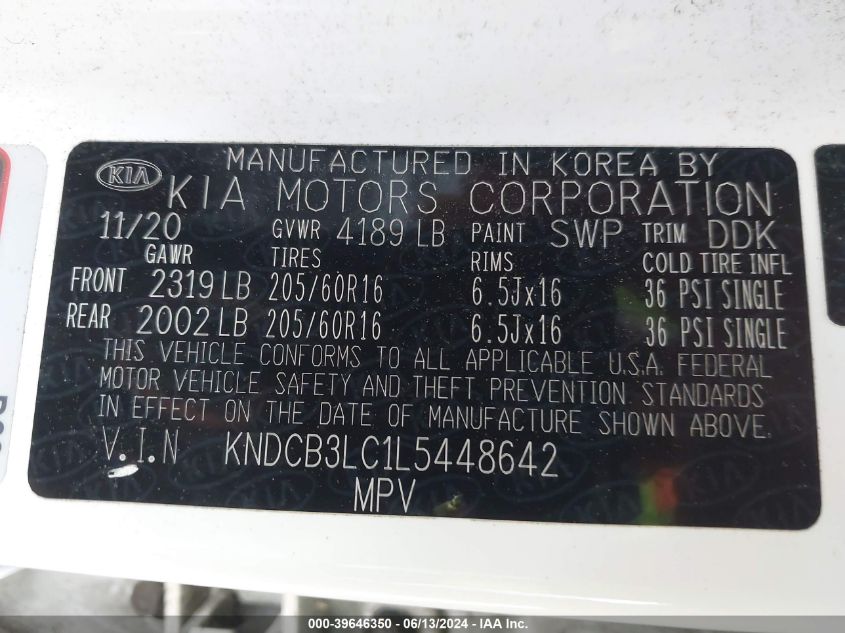 MANUFACTURED IN KOREA BY
KIA KIA MOTORS CORPORATION
11/20 GVWR 4189 LB PAINT SWP TRIM DDK
GAWR TIRES RIMS COLD TIRE INFL
FRONT 2319 LB 205/60R16 6.5Jx16 36 PSI SINGLE
REAR 2002 LB 205/60R16 6.5Jx16 36 PSI SINGLE
THIS VEHICLE CONFORMS TO ALL APPLICABLE U.S.A. FEDERAL
MOTOR VEHICLE SAFETY AND THEFT PREVENTION STANDARDS
IN EFFECT ON THE DATE OF MANUFACTURE SHOWN ABOVE.
V.I.N KNDCB3LC1L5448642
MPV
000-39646350 - 06/13/2024 - IAA Inc.